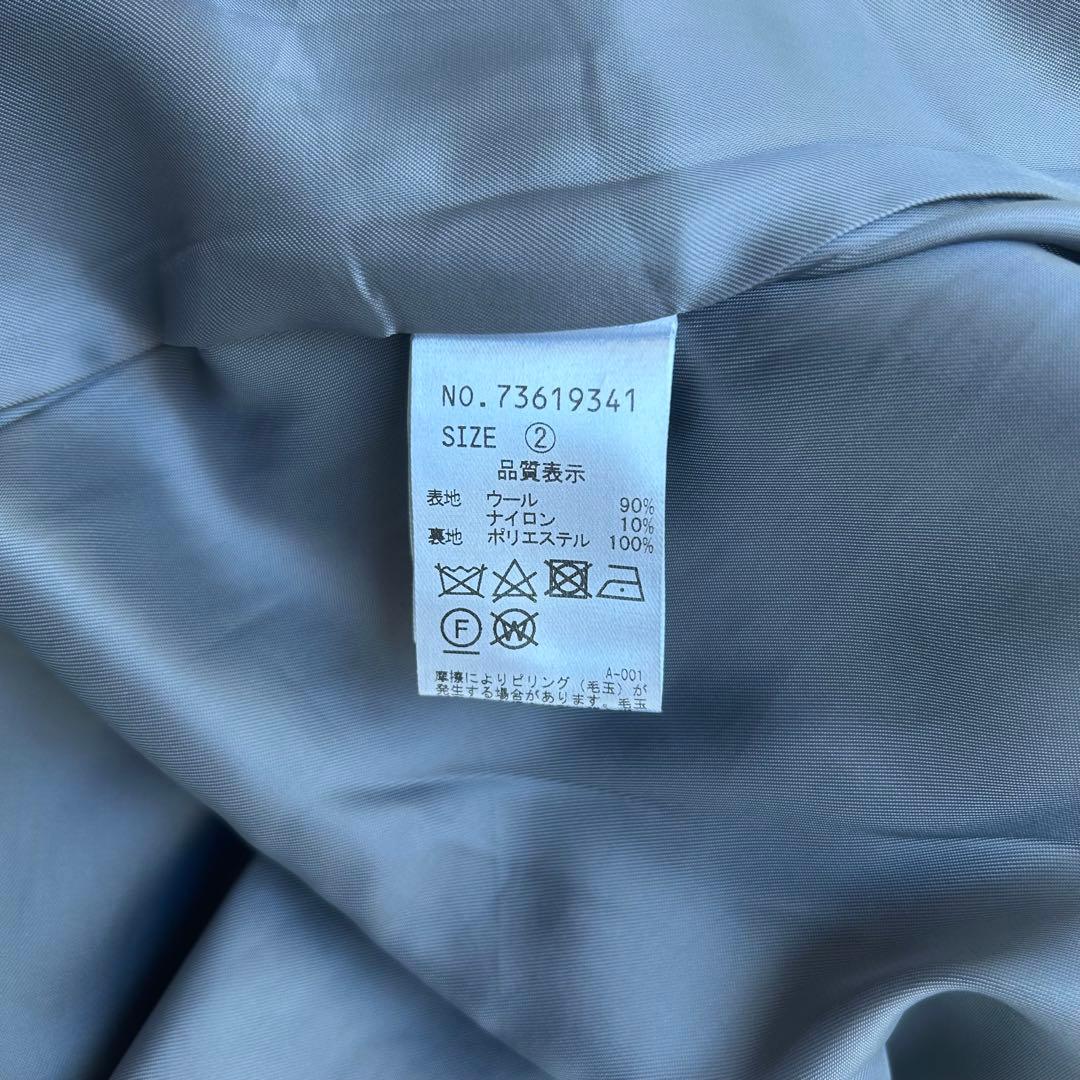 NO.73619341
SIZE ②
品質表示
表地 ウール 90%
ナイロン 10%
裏地 ポリエステル 100%
F W
A-001
摩擦によりピリング(毛玉)が
発生する場合があります。毛玉